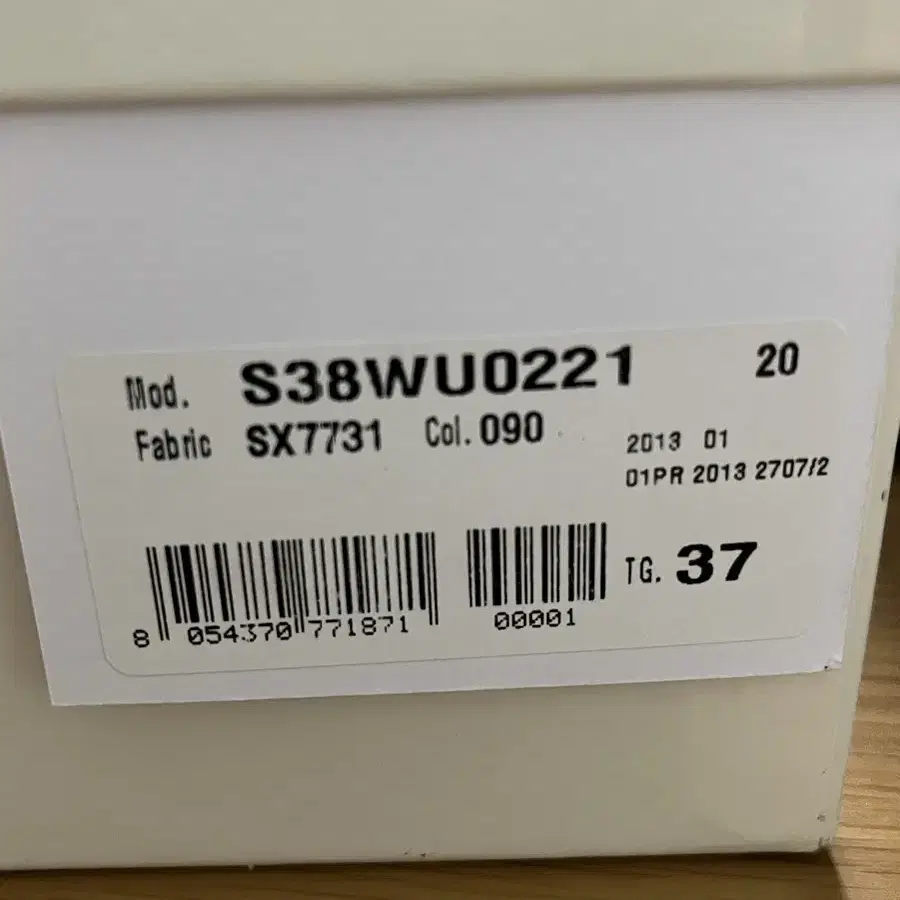 Mod. S38WU0221 20
Fabric SX7731 Col. 090
2013 01
01PR 2013 2707/2
TG. 37
8 054370 771871 00001